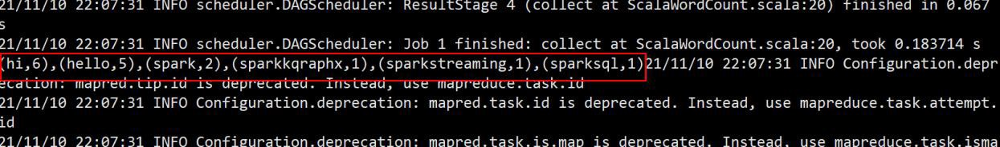 21/11/10 22:07:31 INFO scheduler.DAGScheduler: ResultStage 4 (collect at ScalaWordCount.scala:20) finished in 0.067
s
21/11/10 22:07:31 INFO scheduler.DAGScheduler: Job 1 finished: collect at ScalaWordCount.scala:20, took 0.183714 s
(hi,6),(hello,5),(spark,2),(sparkkqraphx,1),(sparkstreaming,1),(sparksql,1)21/11/10 22:07:31 INFO Configuration.depr
ecation: mapred.tip.id is deprecated. Instead, use mapreduce.task.id
21/11/10 22:07:31 INFO Configuration.deprecation: mapred.task.id is deprecated. Instead, use mapreduce.task.attempt.
id
21/11/10 22:07:31 INFO Configuration.deprecation: mapred.task.is.map is deprecated. Instead, use mapreduce.task.isma